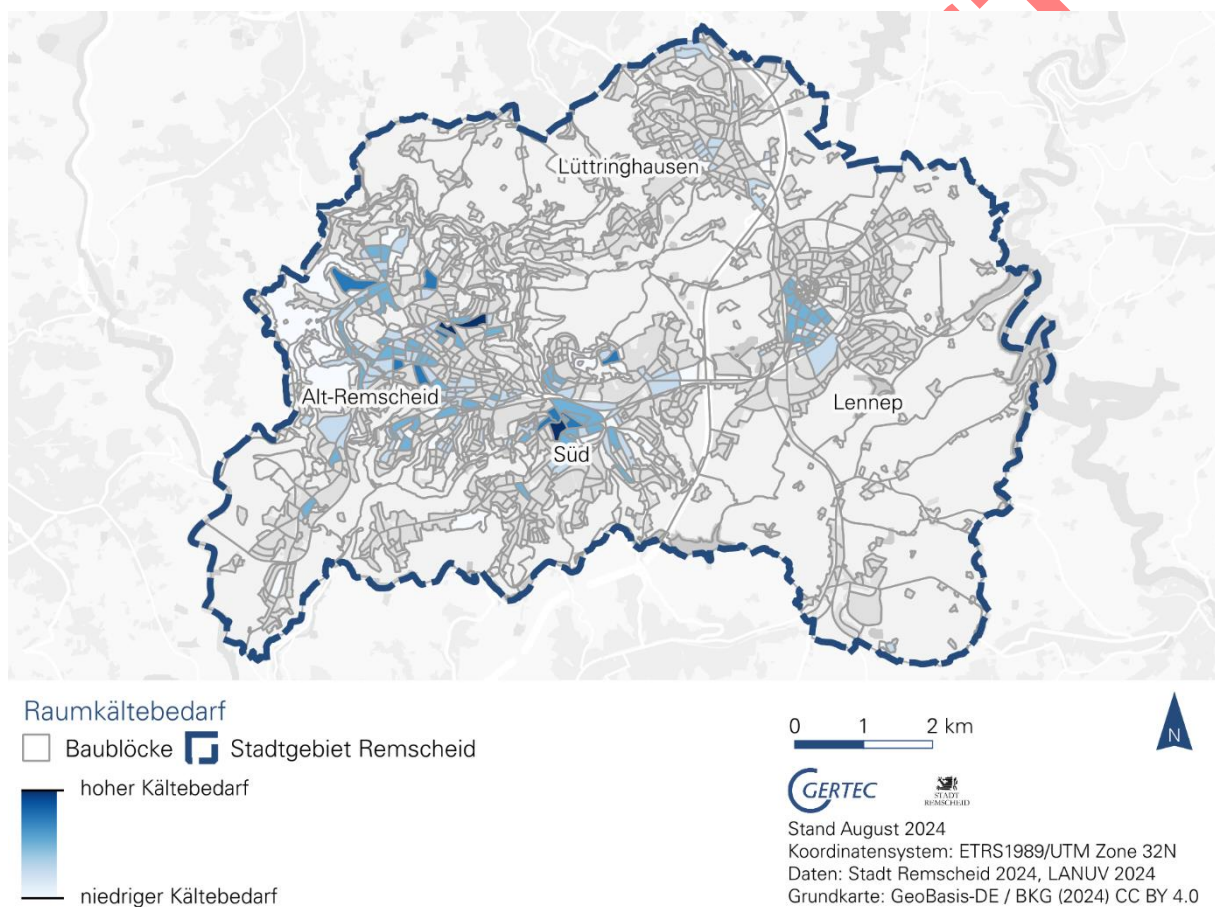 Lüttringhausen
Alt-Remscheid
Lennep
Süd
Raumkältebedarf
Baublöcke
Stadtgebiet Remscheid
hoher Kältebedarf
niedriger Kältebedarf
0 1 2 km
N
GERTEC
STADT
REMSCHEID
Stand August 2024
Koordinatensystem: ETRS1989/UTM Zone 32N
Daten: Stadt Remscheid 2024, LANUV 2024
Grundkarte: GeoBasis-DE / BKG (2024) CC BY 4.0